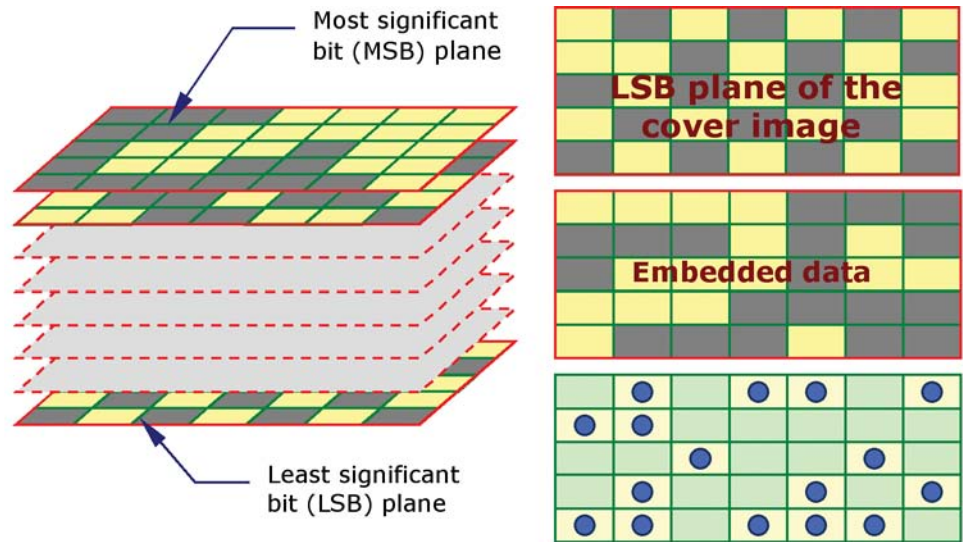 Most significant
bit (MSB) plane
Least significant
bit (LSB) plane
LSB plane of the
cover image
Embedded data